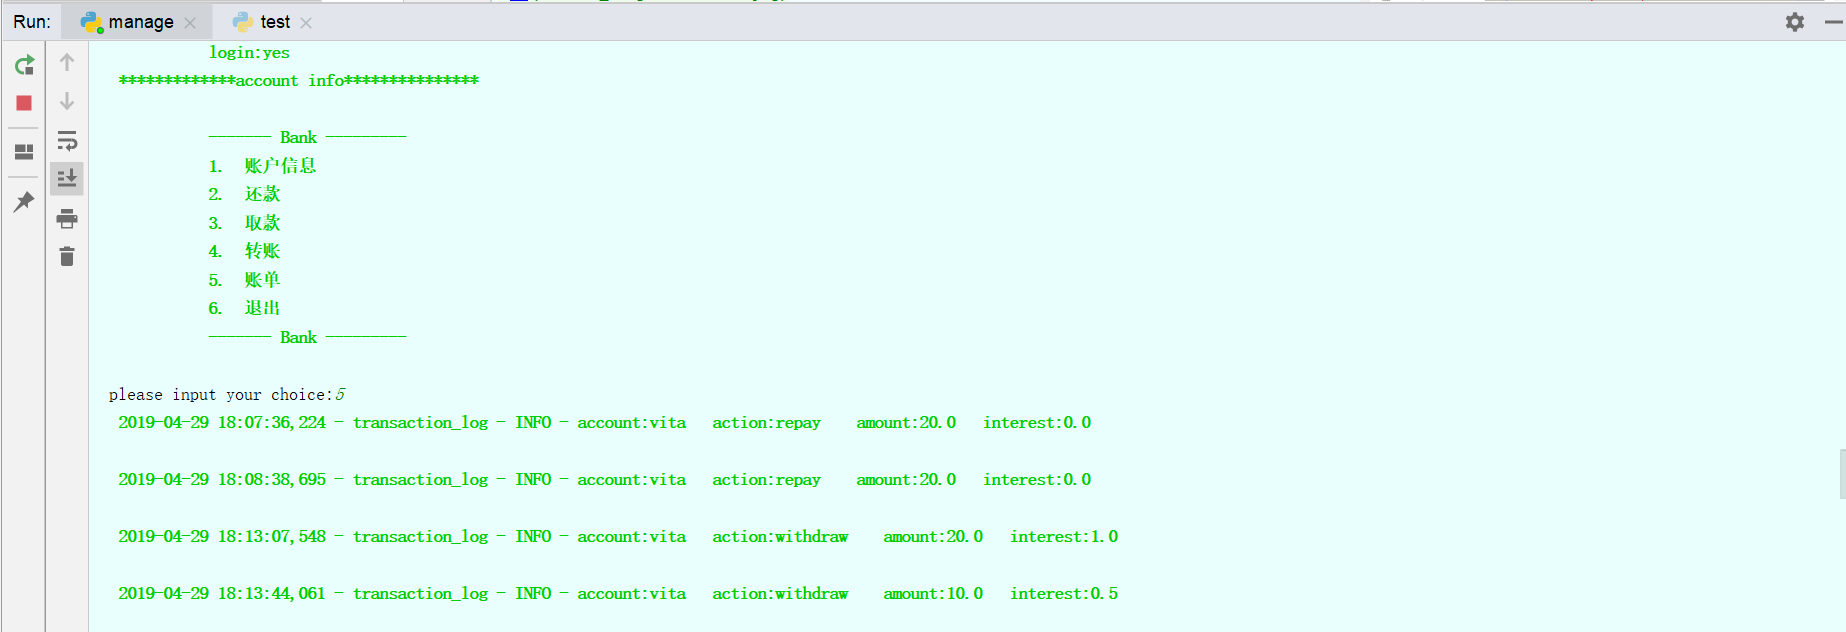 Run: manage test
login:yes
*************account info***************
------- Bank ---------
1. 账户信息
2. 还款
3. 取款
4. 转账
5. 账单
6. 退出
------- Bank ---------
please input your choice:5
2019-04-29 18:07:36,224 - transaction_log - INFO - account:vita action:repay amount:20.0 interest:0.0
2019-04-29 18:08:38,695 - transaction_log - INFO - account:vita action:repay amount:20.0 interest:0.0
2019-04-29 18:13:07,548 - transaction_log - INFO - account:vita action:withdraw amount:20.0 interest:1.0
2019-04-29 18:13:44,061 - transaction_log - INFO - account:vita action:withdraw amount:10.0 interest:0.5